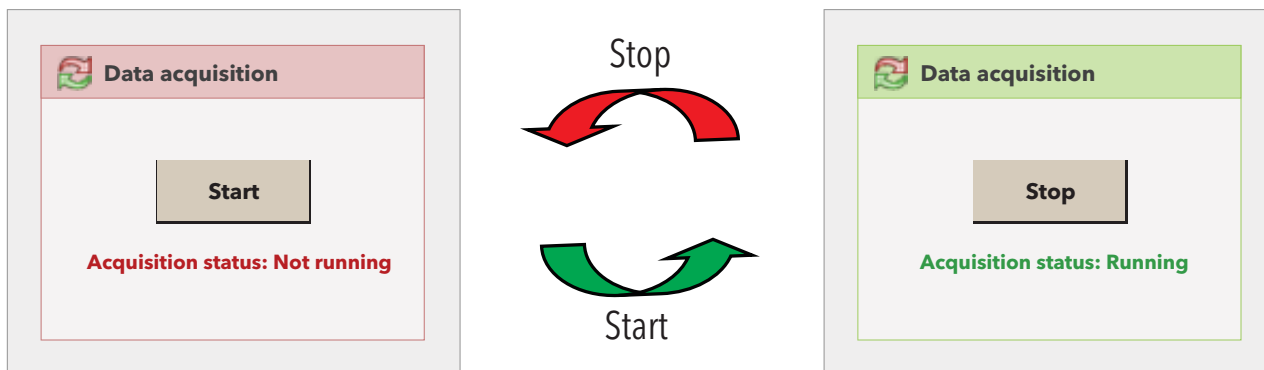 Data acquisition
Start
Acquisition status: Not running
Stop
Start
Data acquisition
Stop
Acquisition status: Running